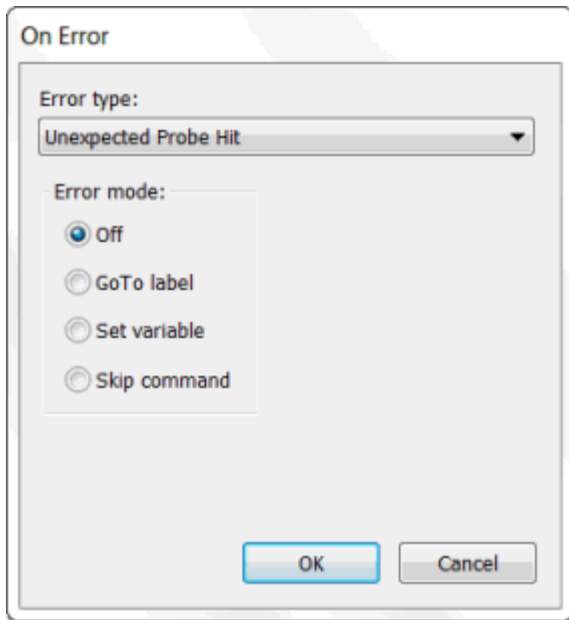 On Error
Error type:
Unexpected Probe Hit
Error mode:
Off
GoTo label
Set variable
Skip command
OK
Cancel